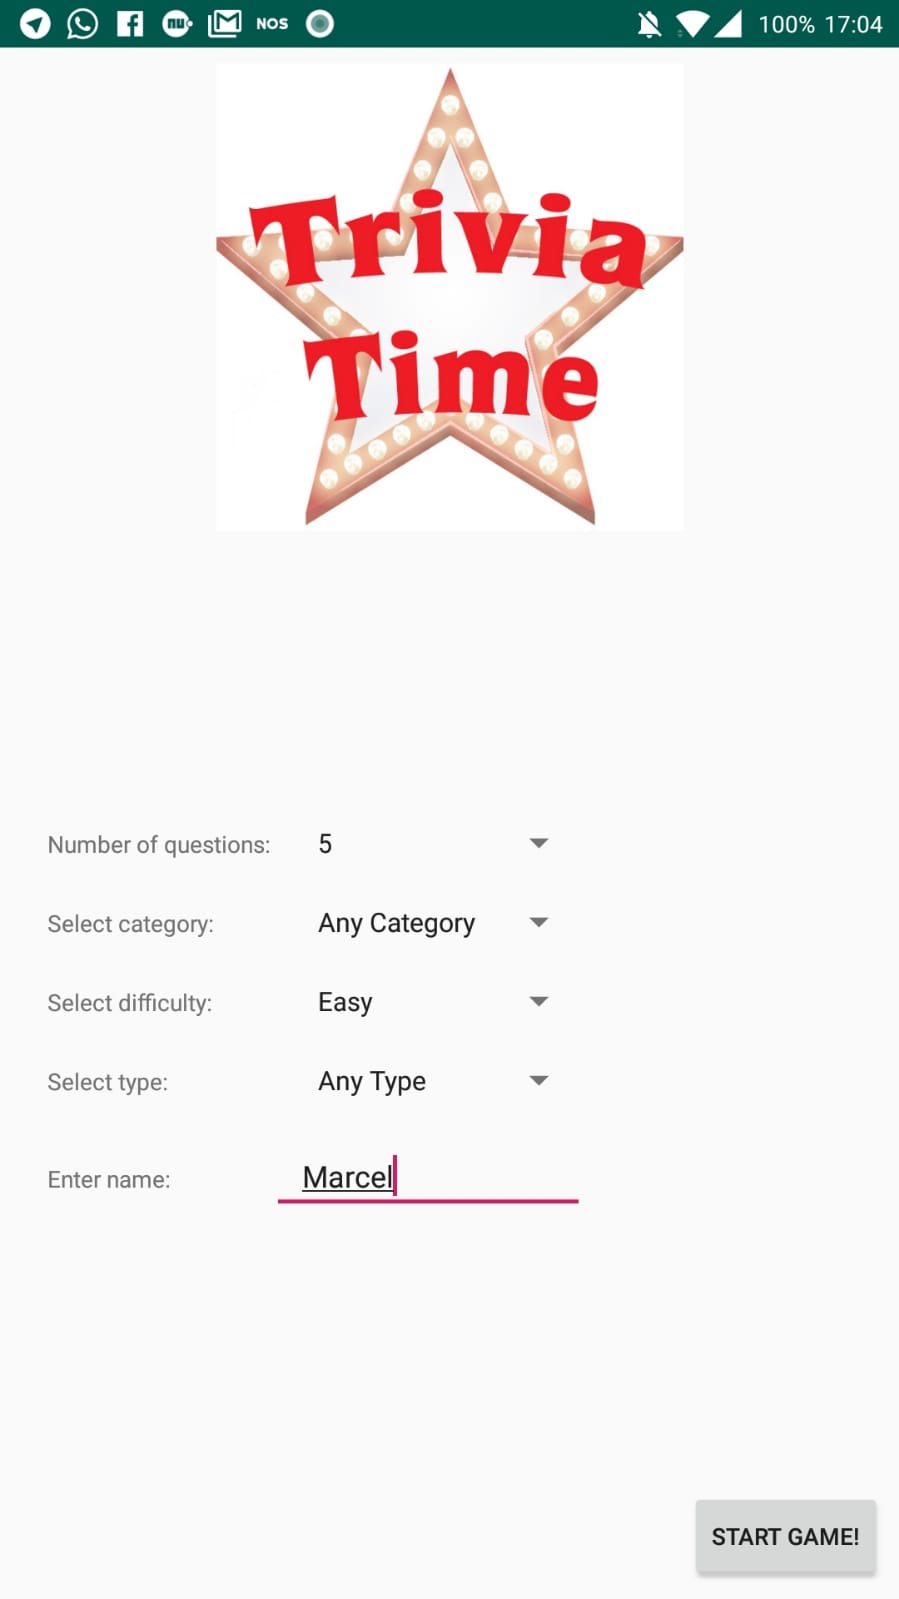 nu NOS 100% 17:04
Trivia
Time
Number of questions: 5
Select category: Any Category
Select difficulty: Easy
Select type: Any Type
Enter name: Marcel
START GAME!